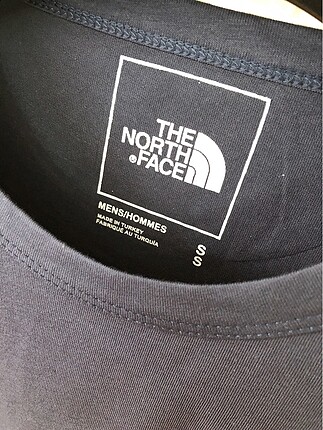 THE
NORTH
®FACE
MENS/HOMMES
MADE IN TURKEY
FABRIQUE AU TURQUIA
S
S